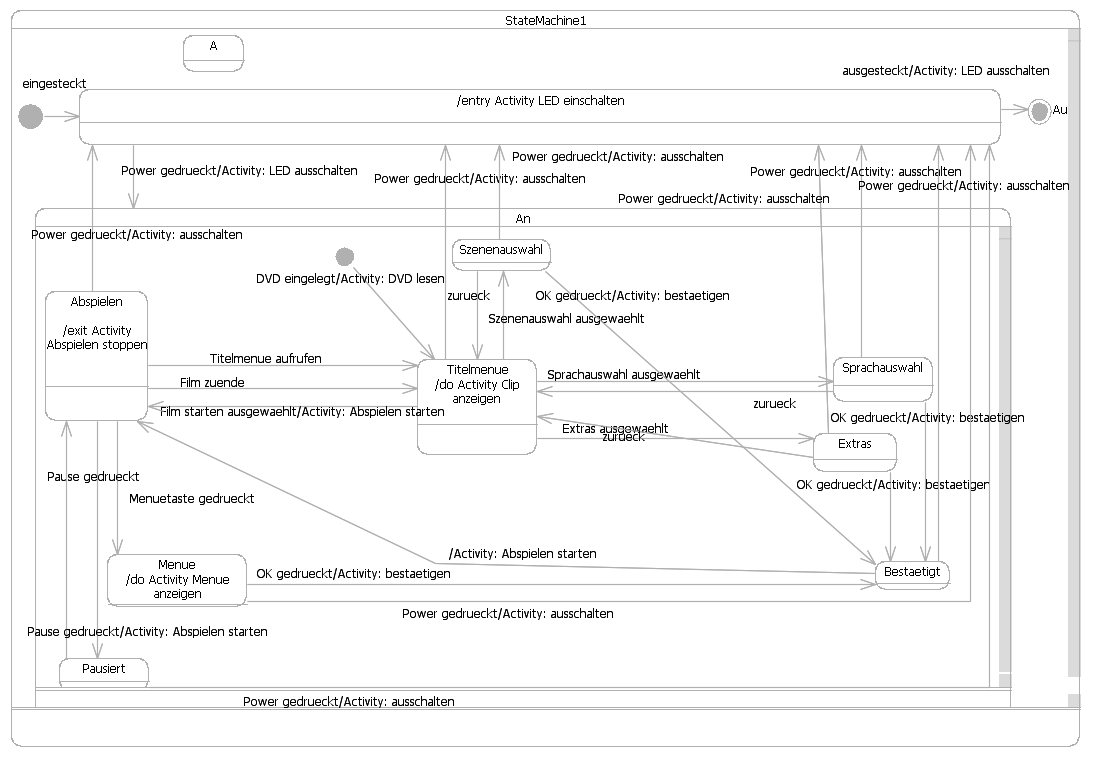 StateMachine1
A
ausgesteckt/Activity: LED ausschalten
eingesteckt
/entry Activity LED einschalten
Au
Power gedrueckt/Activity: ausschalten
Power gedrueckt/Activity: LED ausschalten
Power gedrueckt/Activity: ausschalten
Power gedrueckt/Activity: ausschalten
Power gedrueckt/Activity: ausschalten
Power gedrueckt/Activity: ausschalten
An
Power gedrueckt/Activity: ausschalten
Szenenauswahl
DVD eingelegt/Activity: DVD lesen
zurueck
OK gedrueckt/Activity: bestaetigen
Abspielen
/exit Activity
Abspielen stoppen
Szenenauswahl ausgewaehlt
Titelmenue aufrufen
Titelmenue
/do Activity Clip
anzeigen
Sprachauswahl ausgewaehlt
Sprachauswahl
Film zuende
zurueck
Film starten ausgewaehlt/Activity: Abspielen starten
OK gedrueckt/Activity: bestaetigen
Extras ausgewaehlt
zurueck
Extras
Pause gedrueckt
OK gedrueckt/Activity: bestaetigen
Menuetaste gedrueckt
/Activity: Abspielen starten
Menue
/do Activity Menue
anzeigen
OK gedrueckt/Activity: bestaetigen
Bestaetigt
Power gedrueckt/Activity: ausschalten
Pause gedrueckt/Activity: Abspielen starten
Pausiert
Power gedrueckt/Activity: ausschalten